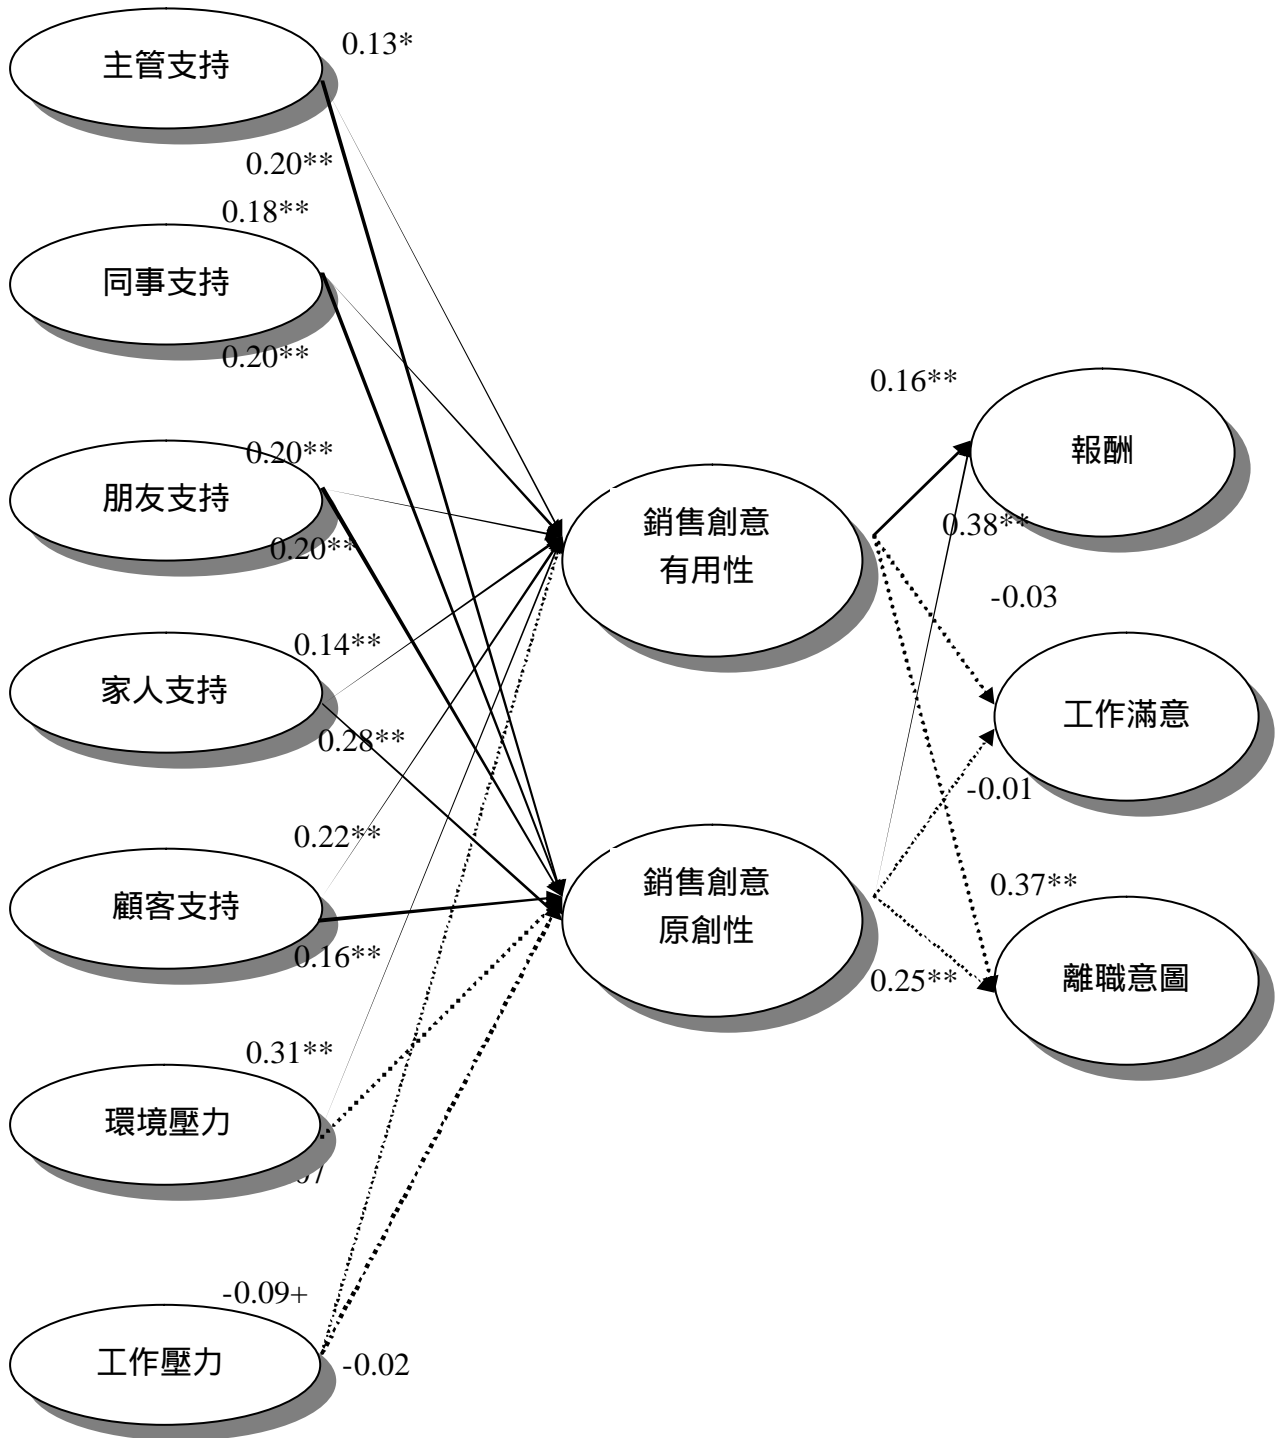 主管支持
0.13*
0.20**
0.18**
同事支持
0.20**
0.16**
報酬
0.20**
朋友支持
銷售創意
有用性
0.38**
0.20**
-0.03
0.14**
家人支持
工作滿意
0.28**
-0.01
0.22**
顧客支持
銷售創意
原創性
0.37**
0.16**
0.25**
離職意圖
0.31**
環境壓力
-0.09+
工作壓力
-0.02